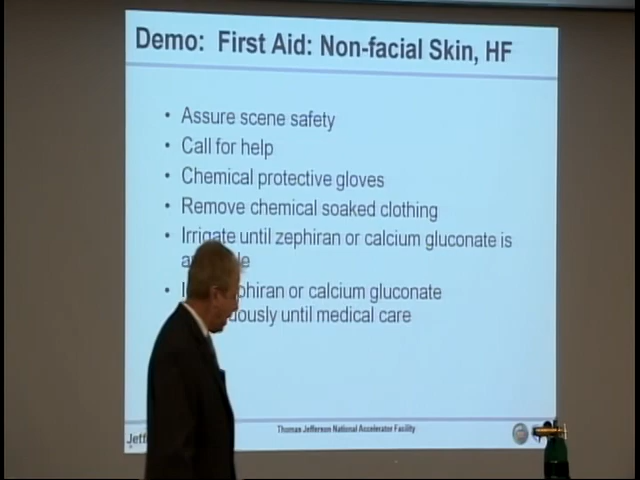 Demo: First Aid: Non-facial Skin, HF
• Assure scene safety
• Call for help
• Chemical protective gloves
• Remove chemical soaked clothing
• Irrigate until zephiran or calcium gluconate is
• or calcium gluconate
until medical care
Thomas Jefferson National Accelerator Facility